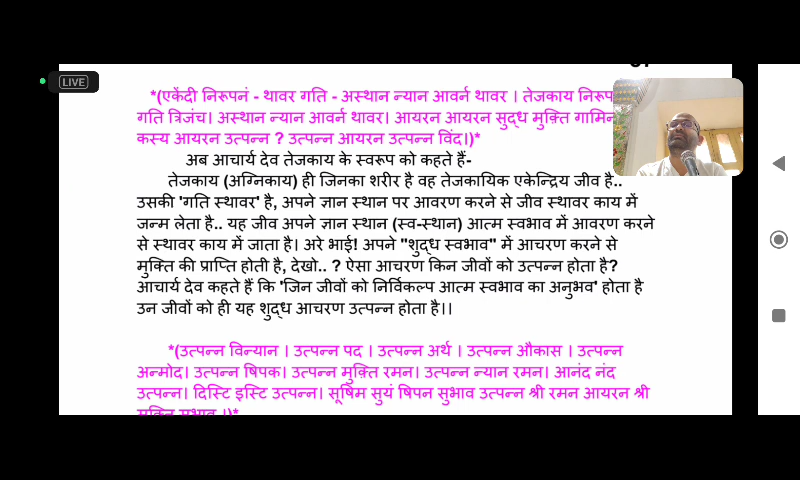 LIVE
*(एकेंदी निरूपनं - थावर गति - अस्थान न्यान आवर्न थावर । तेजकाय निरूप
गति त्रिजंच। अस्थान न्यान आवर्न थावर। आयरन आयरन सुद्ध मुक्ति गामिन
कस्य आयरन उत्पन्न ? उत्पन्न आयरन उत्पन्न विंद।)*
अब आचार्य देव तेजकाय के स्वरूप को कहते हैं-
तेजकाय (अग्निकाय) ही जिनका शरीर है वह तेजकायिक एकेन्द्रिय जीव है..
उसकी 'गति स्थावर' है, अपने ज्ञान स्थान पर आवरण करने से जीव स्थावर काय में
जन्म लेता है.. यह जीव अपने ज्ञान स्थान (स्व-स्थान) आत्म स्वभाव में आवरण करने
से स्थावर काय में जाता है। अरे भाई! अपने "शुद्ध स्वभाव" में आचरण करने से
मुक्ति की प्राप्ति होती है, देखो.. ? ऐसा आचरण किन जीवों को उत्पन्न होता है?
आचार्य देव कहते हैं कि 'जिन जीवों को निर्विकल्प आत्म स्वभाव का अनुभव' होता है
उन जीवों को ही यह शुद्ध आचरण उत्पन्न होता है।।
*(उत्पन्न विन्यान । उत्पन्न पद । उत्पन्न अर्थ । उत्पन्न औकास । उत्पन्न
अन्मोद। उत्पन्न षिपक। उत्पन्न मुक्ति रमन। उत्पन्न न्यान रमन। आनंद नंद
उत्पन्न। दिस्टि इस्टि उत्पन्न। सूषिम सुयं षिपन सुभाव उत्पन्न श्री रमन आयरन श्री